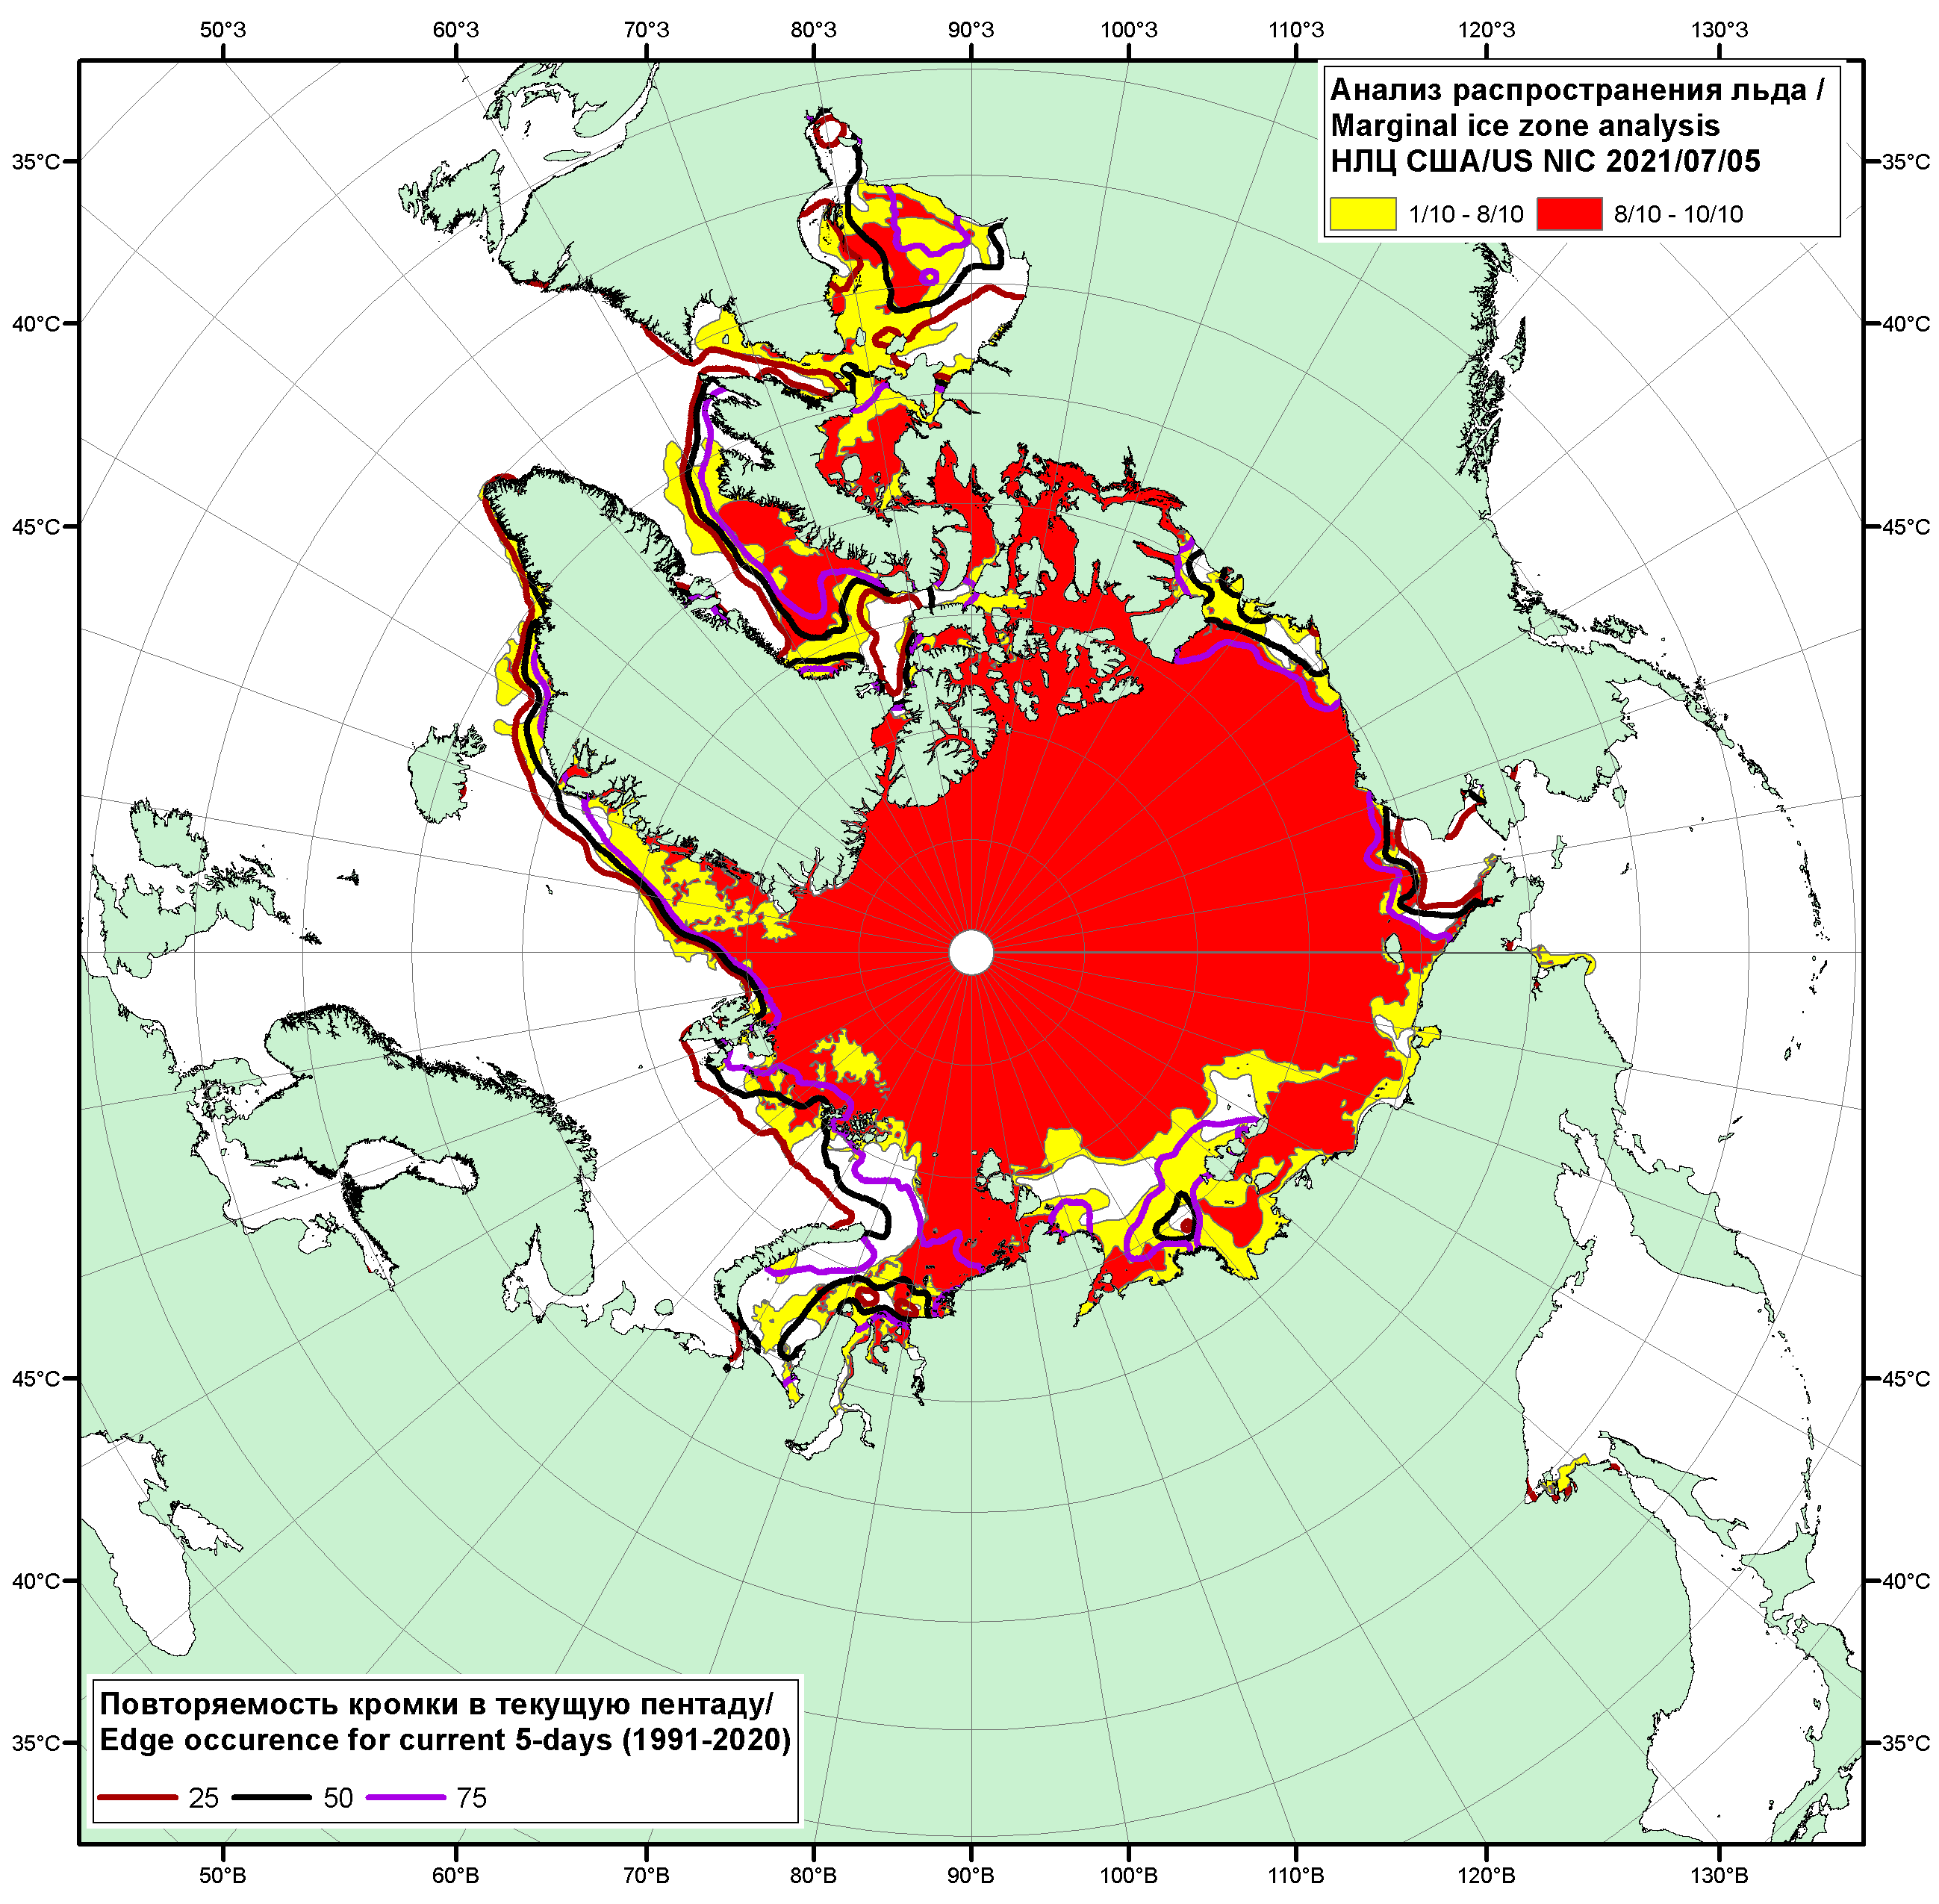 50°З 60°З 70°З 80°З 90°З 100°З 110°З 120°З 130°З
Анализ распространения льда /
Marginal ice zone analysis
НЛЦ США/US NIC 2021/07/05
1/10 - 8/10 8/10 - 10/10
35°С 35°С
40°С 40°С
45°С 45°С
45°С 45°С
40°С 40°С
35°С 35°С
Повторяемость кромки в текущую пентаду/
Edge occurence for current 5-days (1991-2020)
25 50 75
50°В 60°В 70°В 80°В 90°В 100°В 110°В 120°В 130°В